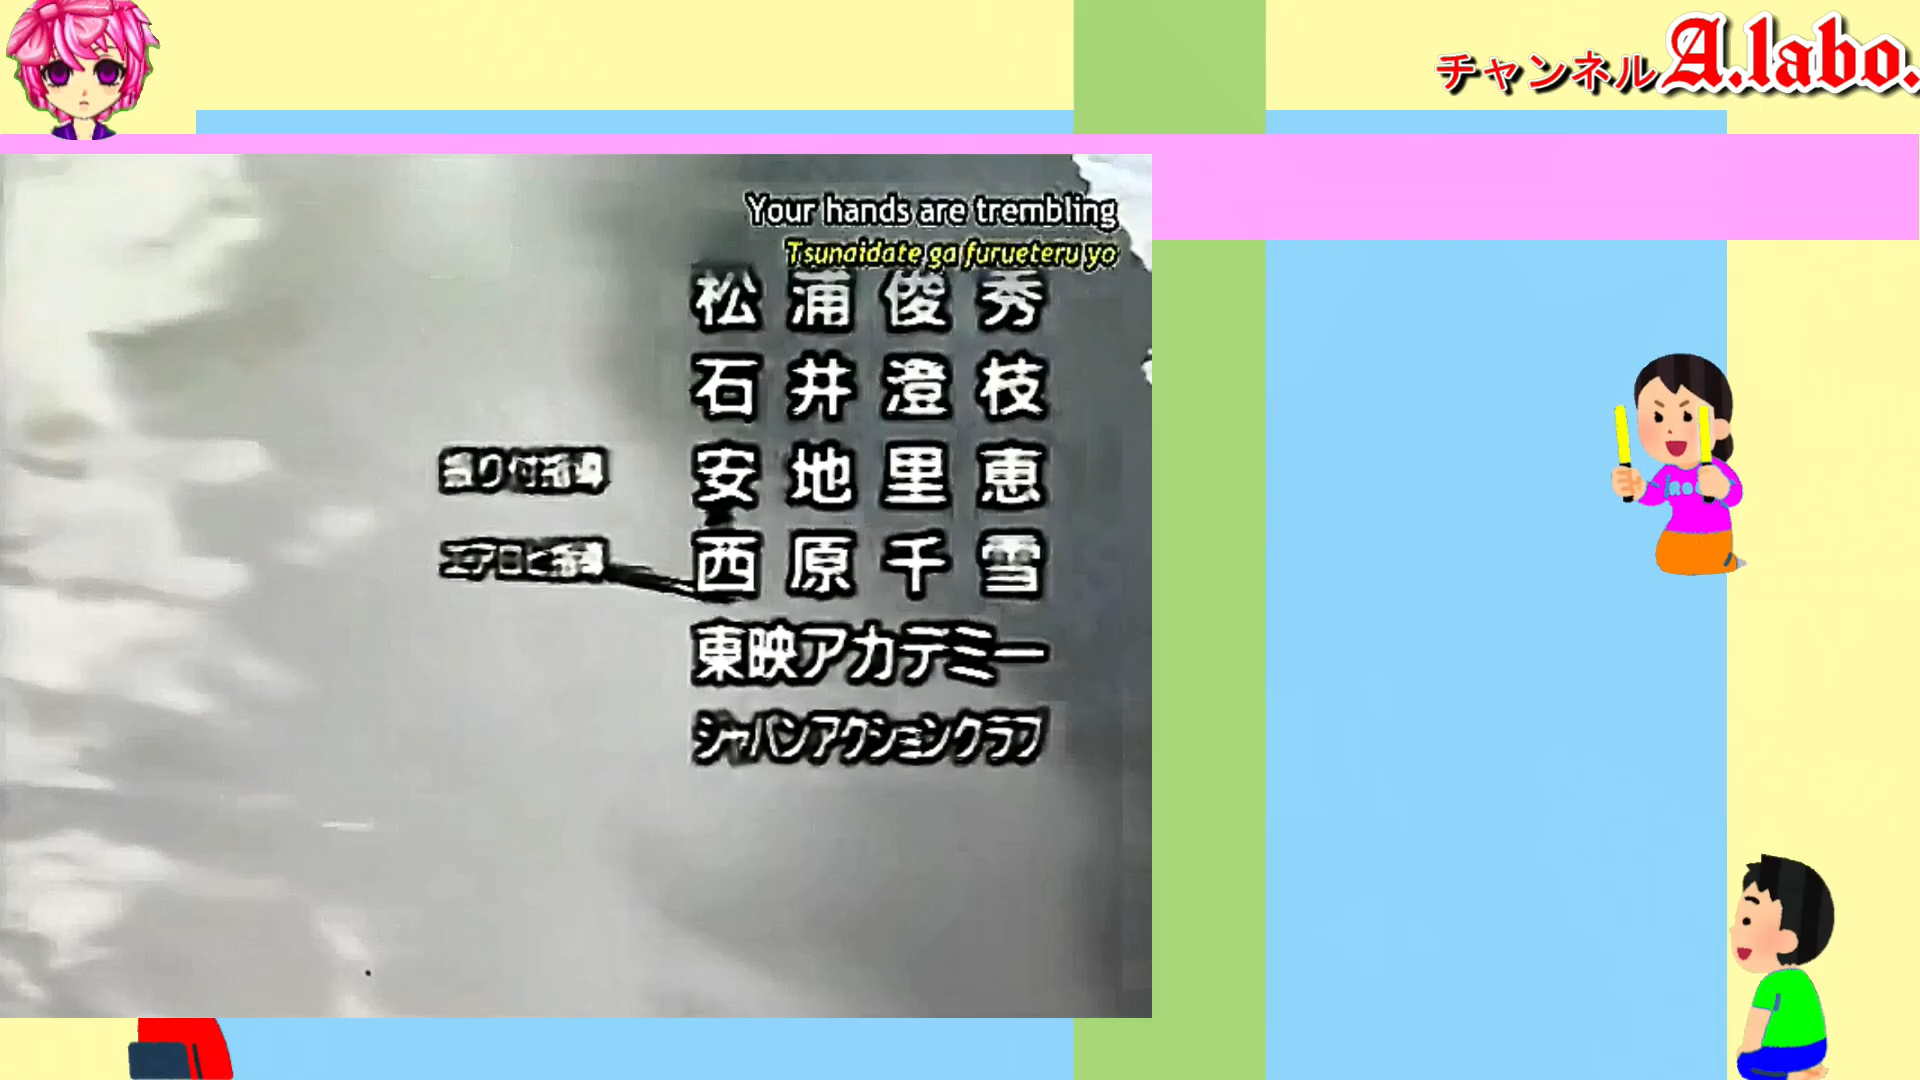 チャンネルA.labo.
Your hands are trembling
Tsunaidate ga furueteru yo
松浦俊秀
石井澄枝
振り付指導 安地里恵
エアロビ指導 西原千雪
東映アカデミー
ジャパンアクションクラブ